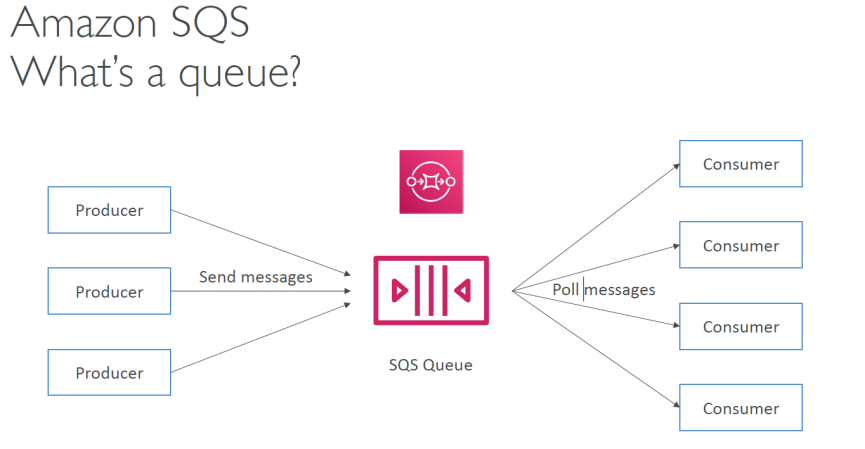 Amazon SQS
What's a queue?
Producer
Producer
Producer
Send messages
SQS Queue
Poll messages
Consumer
Consumer
Consumer
Consumer